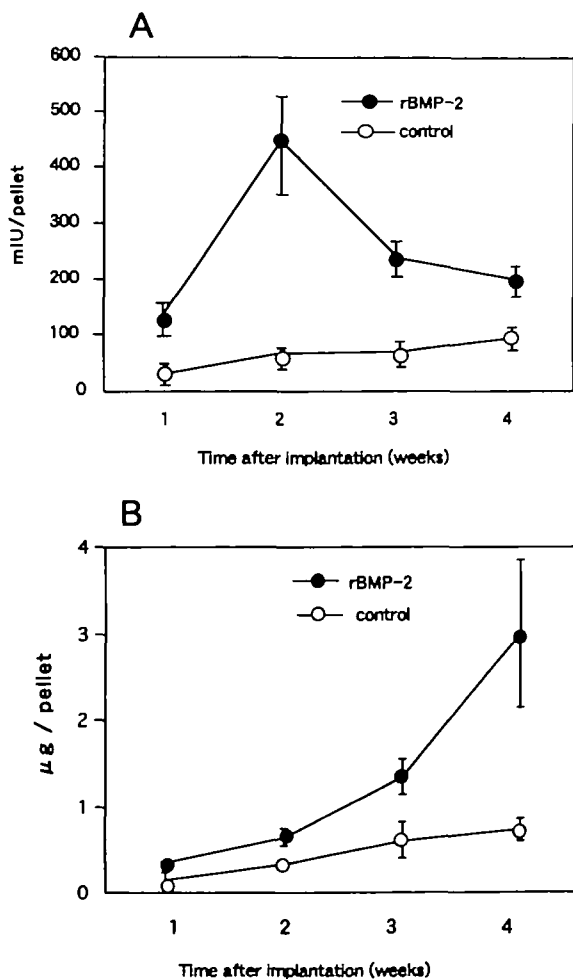 A
600
500
400
300
200
100
0
mIU/pellet
rBMP-2
control
1 2 3 4
Time after implantation (weeks)
B
4
3
2
1
0
μg / pellet
rBMP-2
control
1 2 3 4
Time after implantation (weeks)